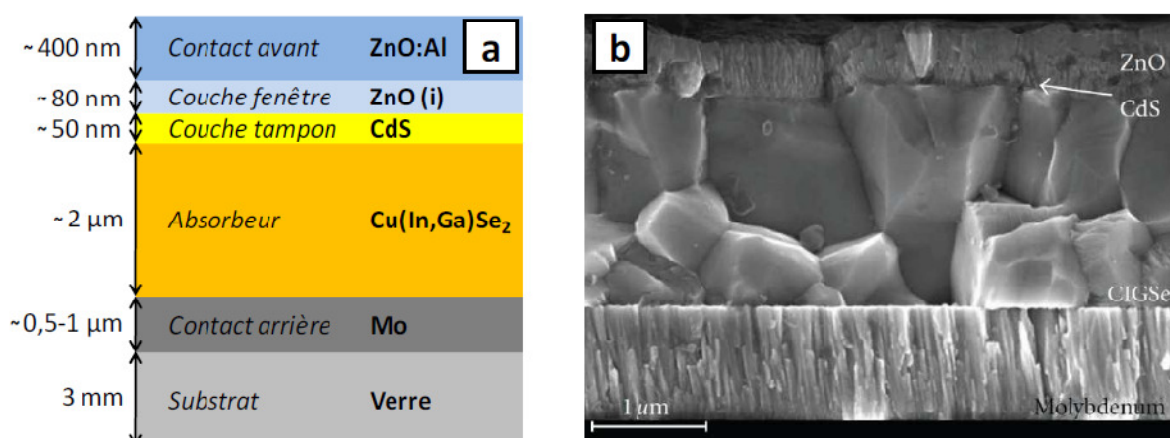 ~400 nm Contact avant ZnO:Al a
~80 nm Couche fenêtre ZnO (i)
~50 nm Couche tampon CdS
~2 µm Absorbeur Cu(In,Ga)Se₂
~0,5-1 µm Contact arrière Mo
3 mm Substrat Verre
b
ZnO
CdS
CIGSe
1 µm
Molybdenum